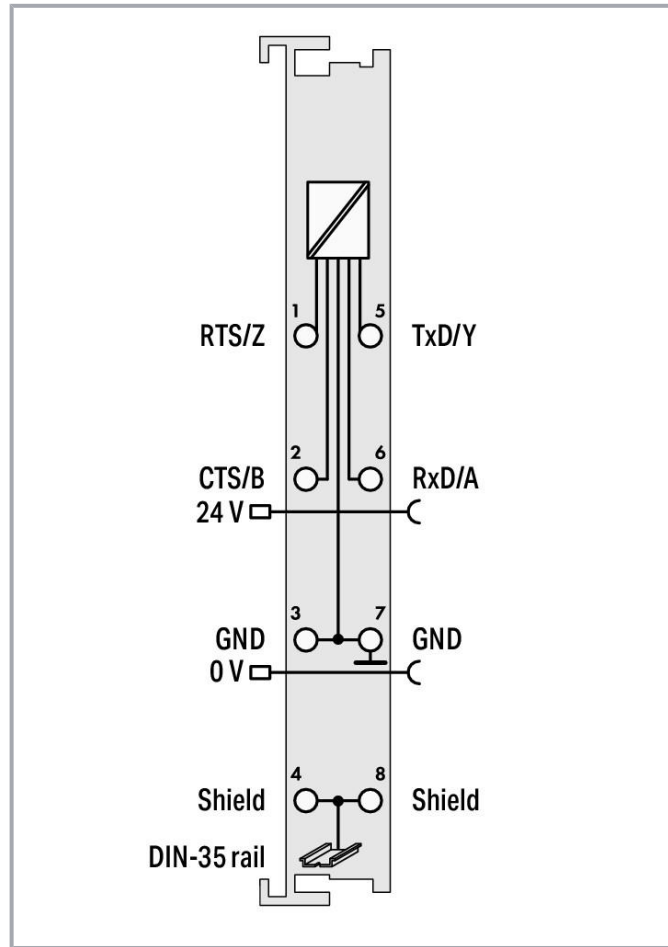 1 5
RTS/Z TxD/Y
2 6
CTS/B RxD/A
24 V
3 7
GND GND
0 V
4 8
Shield Shield
DIN-35 rail